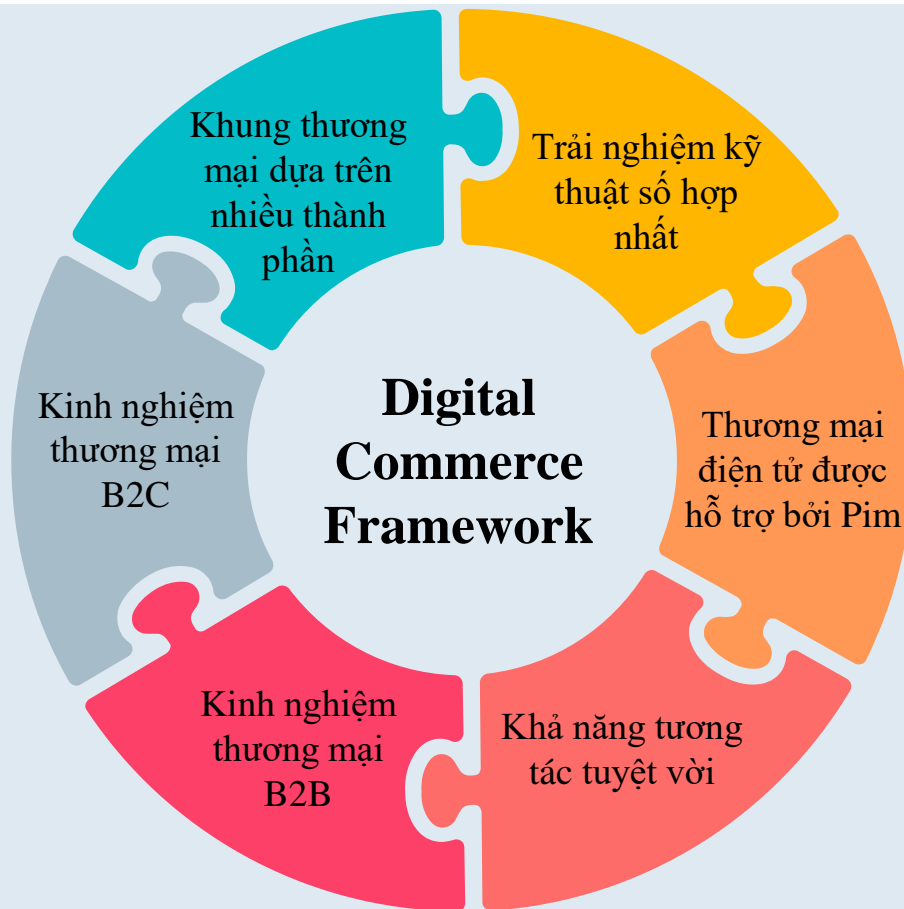 Khung thương
mại dựa trên
nhiều thành
phần
Trải nghiệm kỹ
thuật số hợp
nhất
Thương mại
điện tử được
hỗ trợ bởi Pim
Khả năng tương
tác tuyệt vời
Kinh nghiệm
thương mại
B2B
Kinh nghiệm
thương mại
B2C
Digital
Commerce
Framework